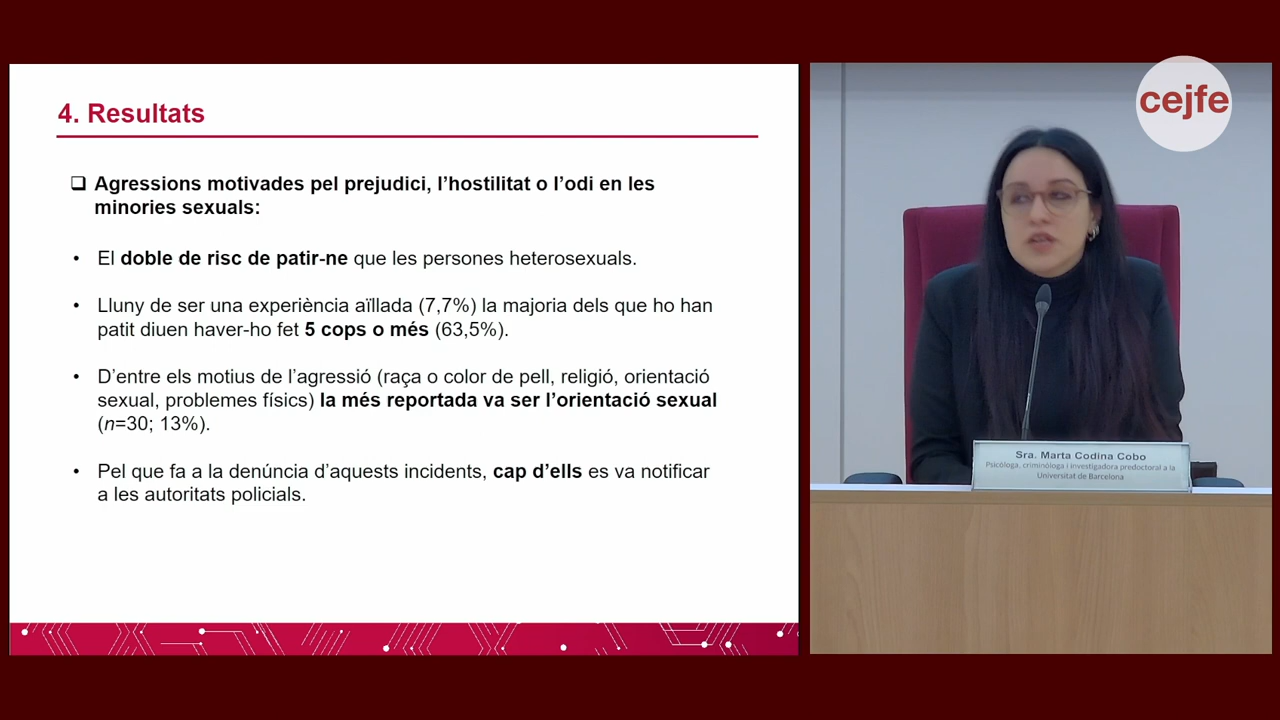 4. Resultats
❑ Agressions motivades pel prejudici, l’hostilitat o l’odi en les
minories sexuals:
• El doble de risc de patir-ne que les persones heterosexuals.
• Lluny de ser una experiència aïllada (7,7%) la majoria dels que ho han
patit diuen haver-ho fet 5 cops o més (63,5%).
• D’entre els motius de l’agressió (raça o color de pell, religió, orientació
sexual, problemes físics) la més reportada va ser l’orientació sexual
(n=30; 13%).
• Pel que fa a la denúncia d’aquests incidents, cap d’ells es va notificar
a les autoritats policials.
cejfe
Sra. Marta Codina Cobo
Psicòloga, criminòloga i investigadora predoctoral a la
Universitat de Barcelona